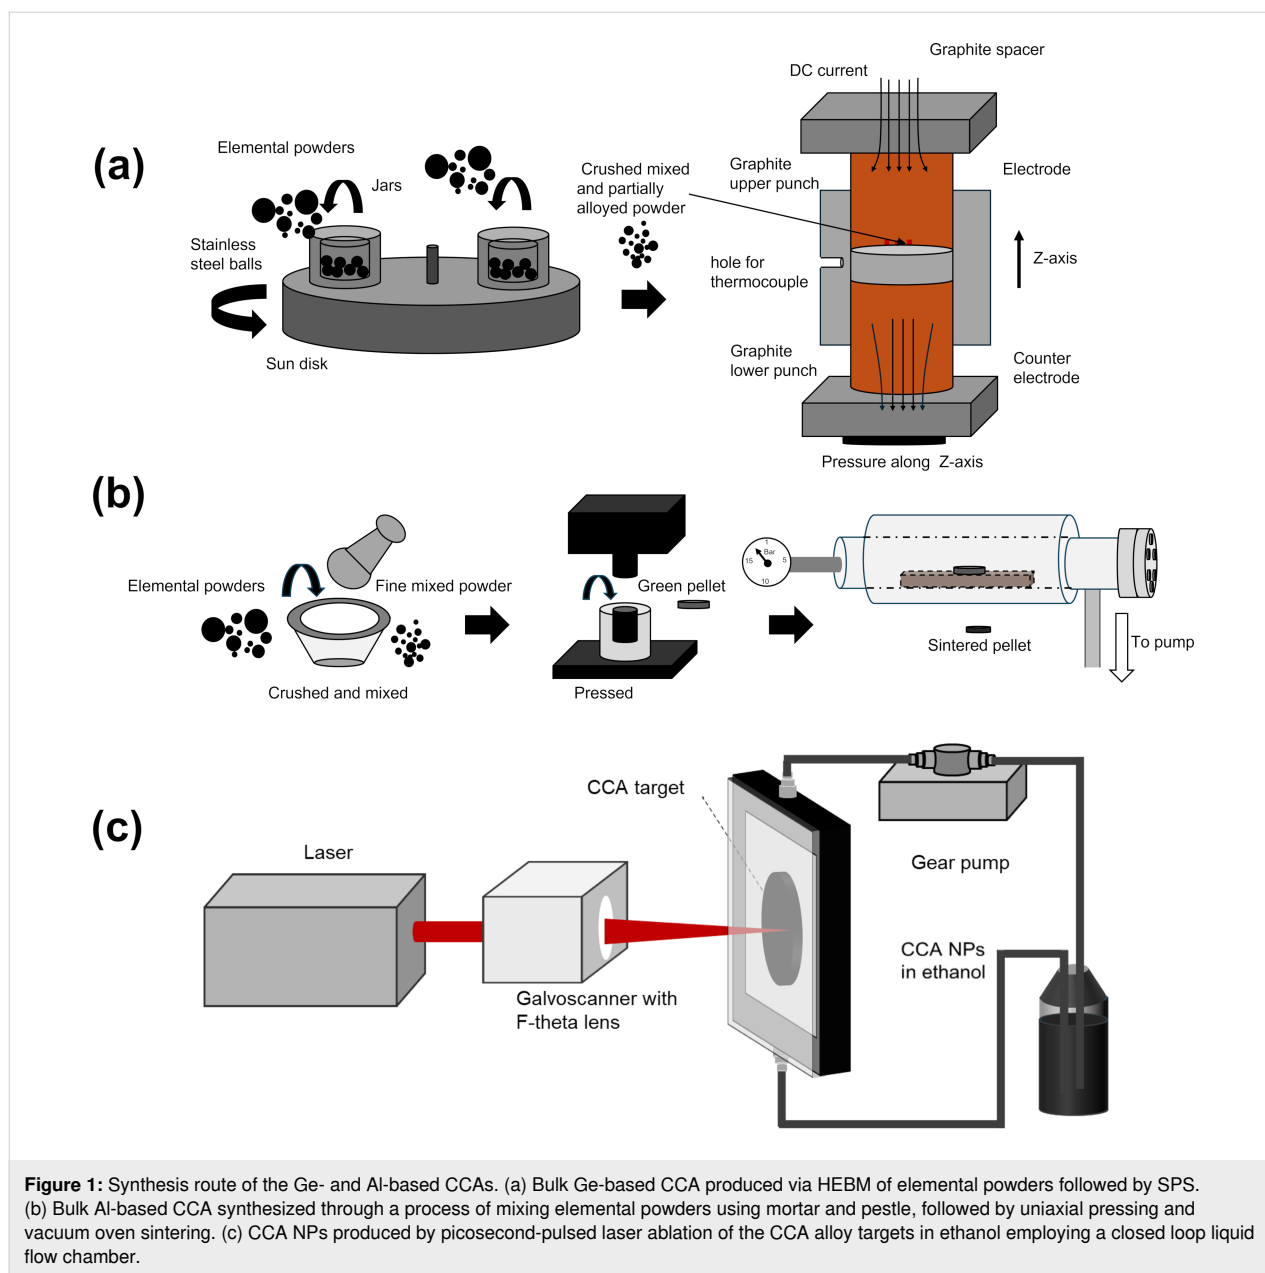 (a)
Elemental powders
Jars
Stainless
steel balls
Sun disk
Crushed mixed
and partially
alloyed powder
Graphite spacer
DC current
Graphite
upper punch
Electrode
hole for
thermocouple
Z-axis
Graphite
lower punch
Counter
electrode
Pressure along Z-axis
(b)
Elemental powders
Fine mixed powder
Crushed and mixed
Green pellet
Pressed
1
Bar
15
5
10
Sintered pellet
To pump
(c)
Laser
Galvoscanner with
F-theta lens
CCA target
Gear pump
CCA NPs
in ethanol
Figure 1: Synthesis route of the Ge- and Al-based CCAs. (a) Bulk Ge-based CCA produced via HEBM of elemental powders followed by SPS.
(b) Bulk Al-based CCA synthesized through a process of mixing elemental powders using mortar and pestle, followed by uniaxial pressing and
vacuum oven sintering. (c) CCA NPs produced by picosecond-pulsed laser ablation of the CCA alloy targets in ethanol employing a closed loop liquid
flow chamber.